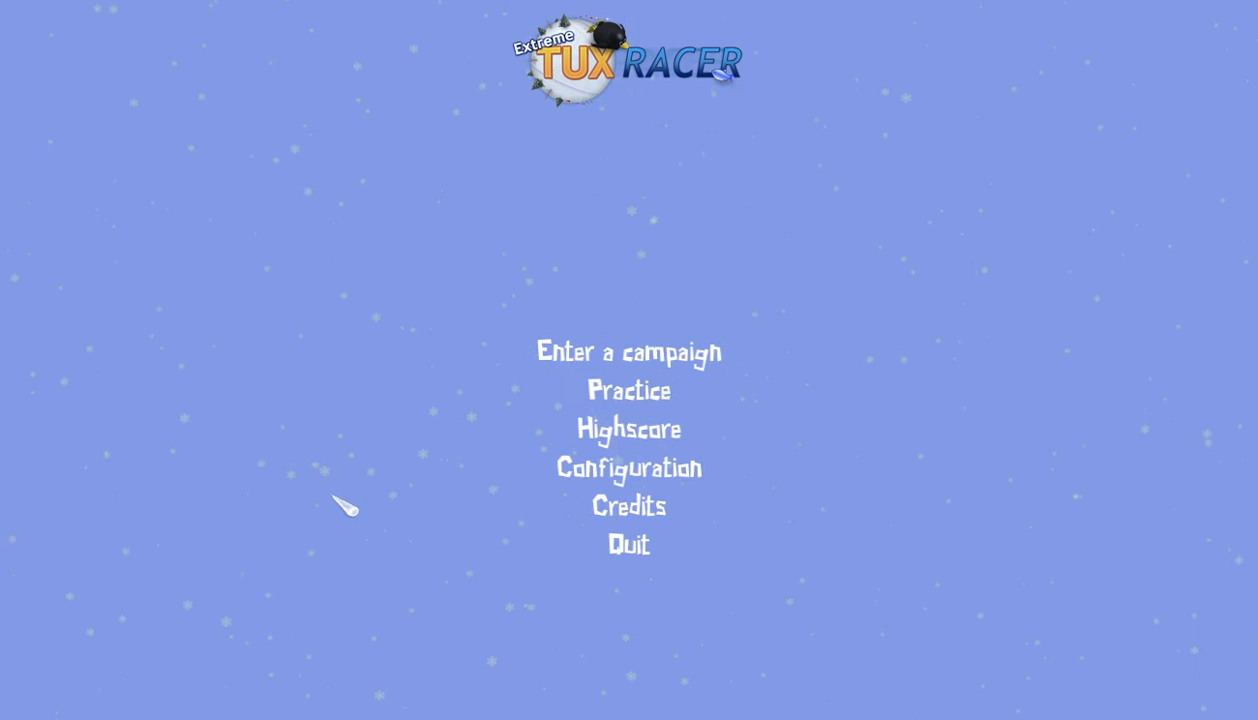 Extreme
TUX RACER
Enter a campaign
Practice
Highscore
Configuration
Credits
Quit